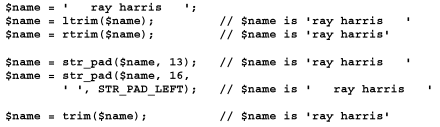 $name = '   ray harris   ';
$name = ltrim($name);         // $name is 'ray harris   '
$name = rtrim($name);         // $name is 'ray harris'
$name = str_pad($name, 13);   // $name is 'ray harris   '
$name = str_pad($name, 16,
        ' ', STR_PAD_LEFT);   // $name is '   ray harris   '
$name = trim($name);          // $name is 'ray harris'